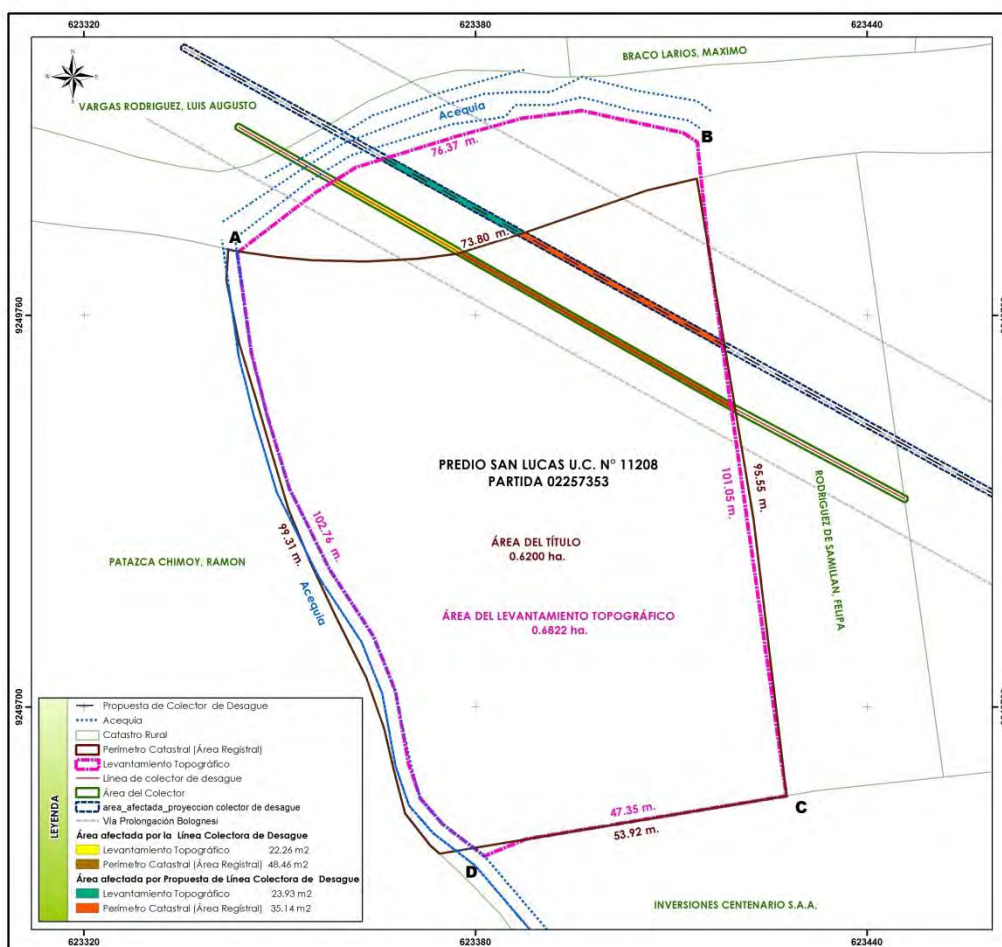 623320
623380
623440
N
W
E
S
BRACO LARIOS, MAXIMO
VARGAS RODRIGUEZ, LUIS AUGUSTO
Acequia
76.37 m.
B
A
73.80 m.
9249760
PREDIO SAN LUCAS U.C. N° 11208
PARTIDA 02257353
95.55 m.
101.05 m.
RODRIGUEZ DE SAMILLAN, FELIPA
102.76 m.
99.31 m.
ÁREA DEL TÍTULO
0.6200 ha.
PATAZCA CHIMOY, RAMON
Acequia
ÁREA DEL LEVANTAMIENTO TOPOGRÁFICO
0.6822 ha.
9249700
LEYENDA
Propuesta de Colector de Desague
Acequia
Catastro Rural
Perímetro Catastral (Área Registral)
Levantamiento Topográfico
Línea de colector de desague
Área del Colector
area_afectada_proyeccion colector de desague
Vía Prolongación Bolognesi
Área afectada por la Línea Colectora de Desague
Levantamiento Topográfico 22.26 m2
Perímetro Catastral (Área Registral) 48.46 m2
Área afectada por Propuesta de Línea Colectora de Desague
Levantamiento Topográfico 23.93 m2
Perímetro Catastral (Área Registral) 35.14 m2
47.35 m.
53.92 m.
C
D
INVERSIONES CENTENARIO S.A.A.
623320
623380
623440